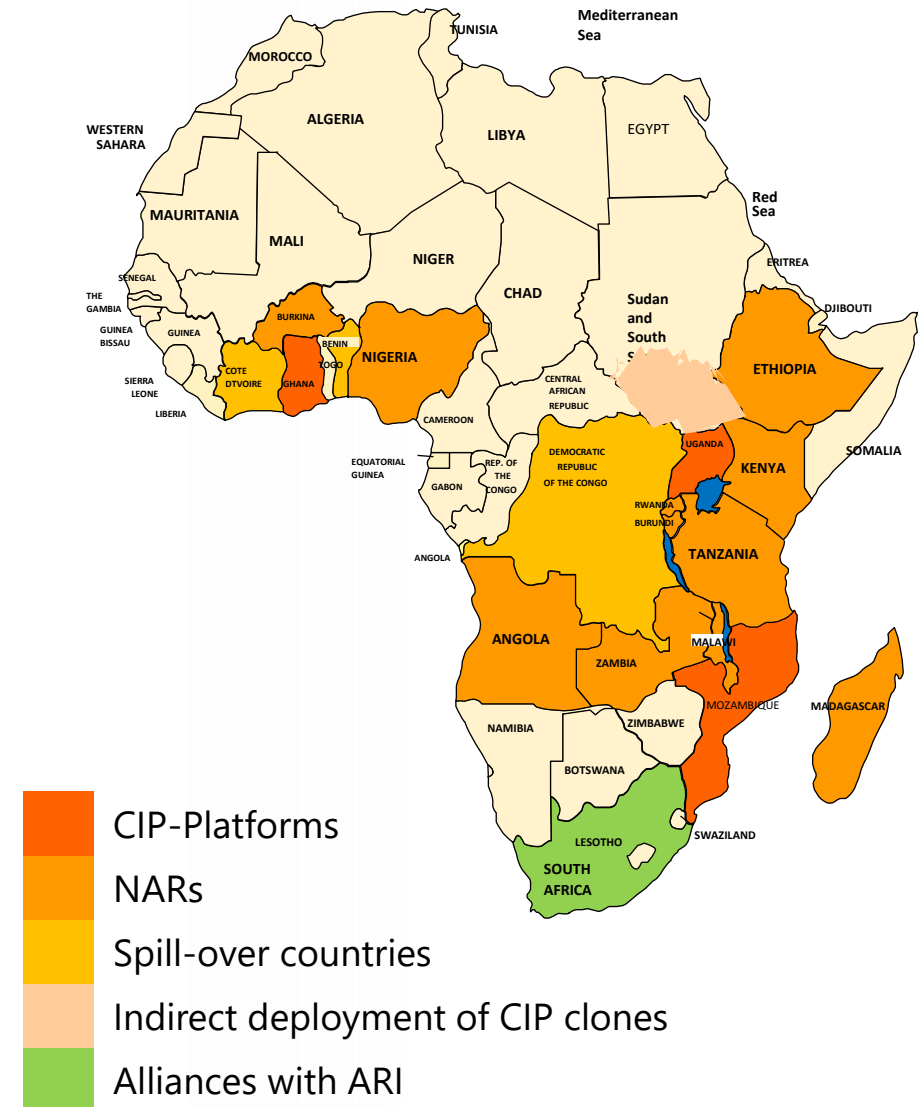 Mediterranean
Sea
TUNISIA
MOROCCO
ALGERIA
LIBYA
EGYPT
WESTERN
SAHARA
Red
Sea
MAURITANIA
MALI
NIGER
CHAD
ERITREA
SENEGAL
THE
GAMBIA
GUINEA
BISSAU
GUINEA
Sudan
and
South
S
DJIBOUTI
BURKINA
BENIN
TOGO
NIGERIA
COTE
DTVOIRE
GHANA
ETHIOPIA
SIERRA
LEONE
LIBERIA
CENTRAL
AFRICAN
REPUBLIC
CAMEROON
UGANDA
SOMALIA
EQUATORIAL
GUINEA
GABON
REP. OF
THE
CONGO
DEMOCRATIC
REPUBLIC
OF THE CONGO
KENYA
RWANDA
BURUNDI
ANGOLA
TANZANIA
ANGOLA
ZAMBIA
MALAWI
MOZAMBIQUE
MADAGASCAR
NAMIBIA
ZIMBABWE
BOTSWANA
SWAZILAND
LESOTHO
SOUTH
AFRICA
CIP-Platforms
NARs
Spill-over countries
Indirect deployment of CIP clones
Alliances with ARI